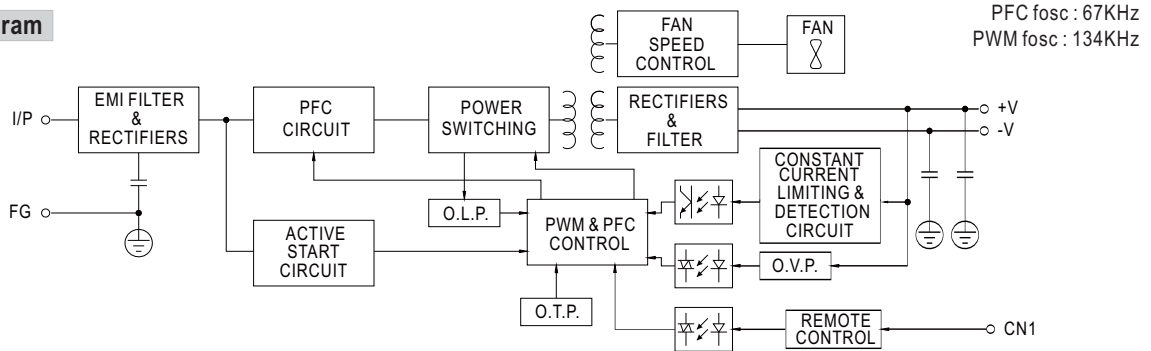 ram
PFC fosc : 67KHz
PWM fosc : 134KHz
FAN
SPEED
CONTROL
FAN
I/P
EMI FILTER
&
RECTIFIERS
PFC
CIRCUIT
POWER
SWITCHING
RECTIFIERS
&
FILTER
+V
-V
FG
ACTIVE
START
CIRCUIT
O.L.P.
PWM & PFC
CONTROL
CONSTANT
CURRENT
LIMITING &
DETECTION
CIRCUIT
O.V.P.
O.T.P.
REMOTE
CONTROL
CN1